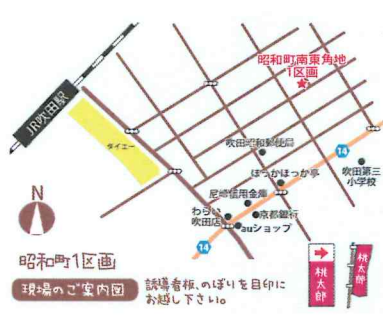 昭和町南東角地
1区画
JR吹田駅
ダイエー
吹田昭和郵便局
14
ほっかほっか亭
吹田第三
小学校
尼崎信用金庫
わらい
吹田店
京都銀行
auショップ
14
N
昭和町1区画
現場のご案内図
誘導看板、のぼりを目印に
お越し下さい。
桃太郎
桃太郎